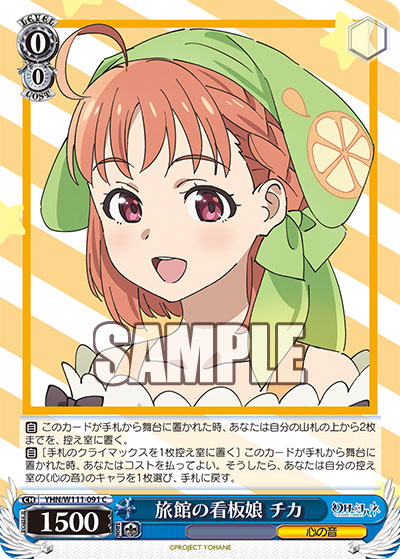 LEVEL
0
0
COST
SAMPLE
自 このカードが手札から舞台に置かれた時、あなたは自分の山札の上から2枚
までを、控え室に置く。
自 [手札のクライマックスを1枚控え室に置く] このカードが手札から舞台に置
かれた時、あなたはコストを払ってよい。そうしたら、あなたは自分の控え
室の《心の音》のキャラを1枚選び、手札に戻す。
CH YHN/W111-091 C
1500
旅館の看板娘 チカ
心の音
©PROJECT YOHANE